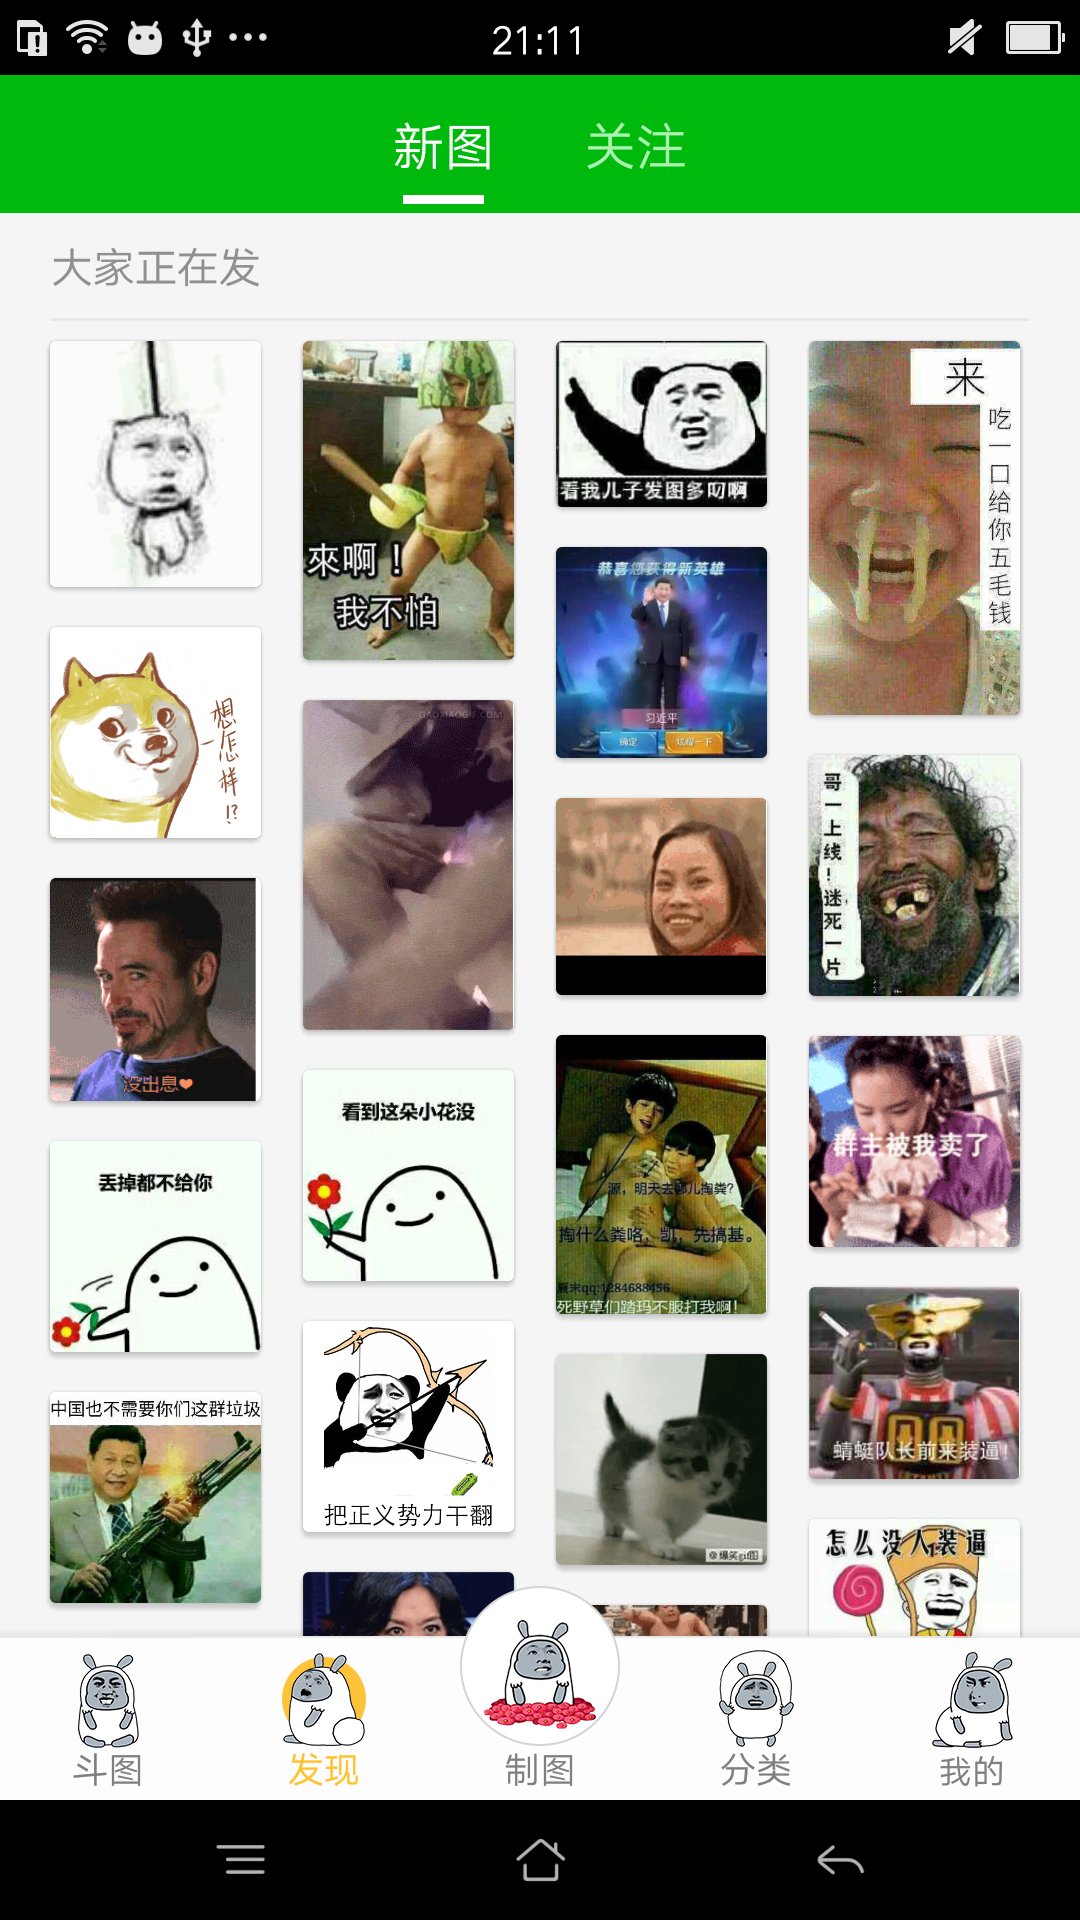 21:11
新图 关注
大家正在发
來啊！
我不怕
看我儿子发图多叼啊
来
吃一口给你五毛钱
恭喜您获得新英雄
习近平
确定 炫耀一下
想怎样!?
GAOXIAOGIF.COM
哥一上线！迷死一片
没出息❤
看到这朵小花没
源，明天去哪儿掏粪?
掏什么粪咯，凯，先搞基。
夏宋qq:1284688456
死野草们踏玛不服打我啊！
群主被我卖了
丢掉都不给你
把正义势力干翻
蜻蜓队长前来装逼！
中国也不需要你们这群垃圾
@爆笑gif图
怎么没人装逼
斗图 发现 制图 分类 我的